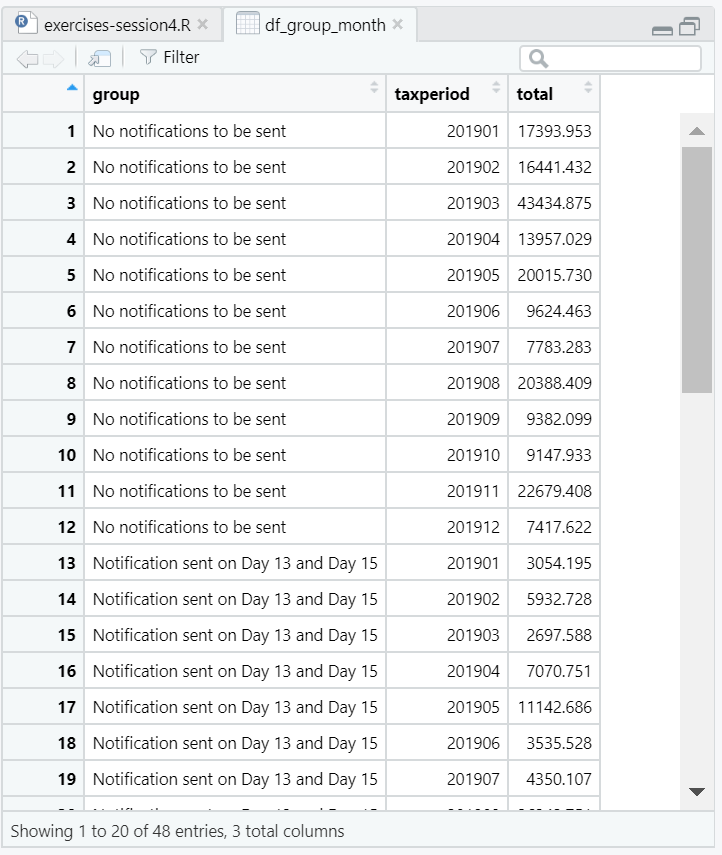 exercises-session4.R df_group_month
Filter
group taxperiod total
1 No notifications to be sent 201901 17393.953
2 No notifications to be sent 201902 16441.432
3 No notifications to be sent 201903 43434.875
4 No notifications to be sent 201904 13957.029
5 No notifications to be sent 201905 20015.730
6 No notifications to be sent 201906 9624.463
7 No notifications to be sent 201907 7783.283
8 No notifications to be sent 201908 20388.409
9 No notifications to be sent 201909 9382.099
10 No notifications to be sent 201910 9147.933
11 No notifications to be sent 201911 22679.408
12 No notifications to be sent 201912 7417.622
13 Notification sent on Day 13 and Day 15 201901 3054.195
14 Notification sent on Day 13 and Day 15 201902 5932.728
15 Notification sent on Day 13 and Day 15 201903 2697.588
16 Notification sent on Day 13 and Day 15 201904 7070.751
17 Notification sent on Day 13 and Day 15 201905 11142.686
18 Notification sent on Day 13 and Day 15 201906 3535.528
19 Notification sent on Day 13 and Day 15 201907 4350.107
Showing 1 to 20 of 48 entries, 3 total columns